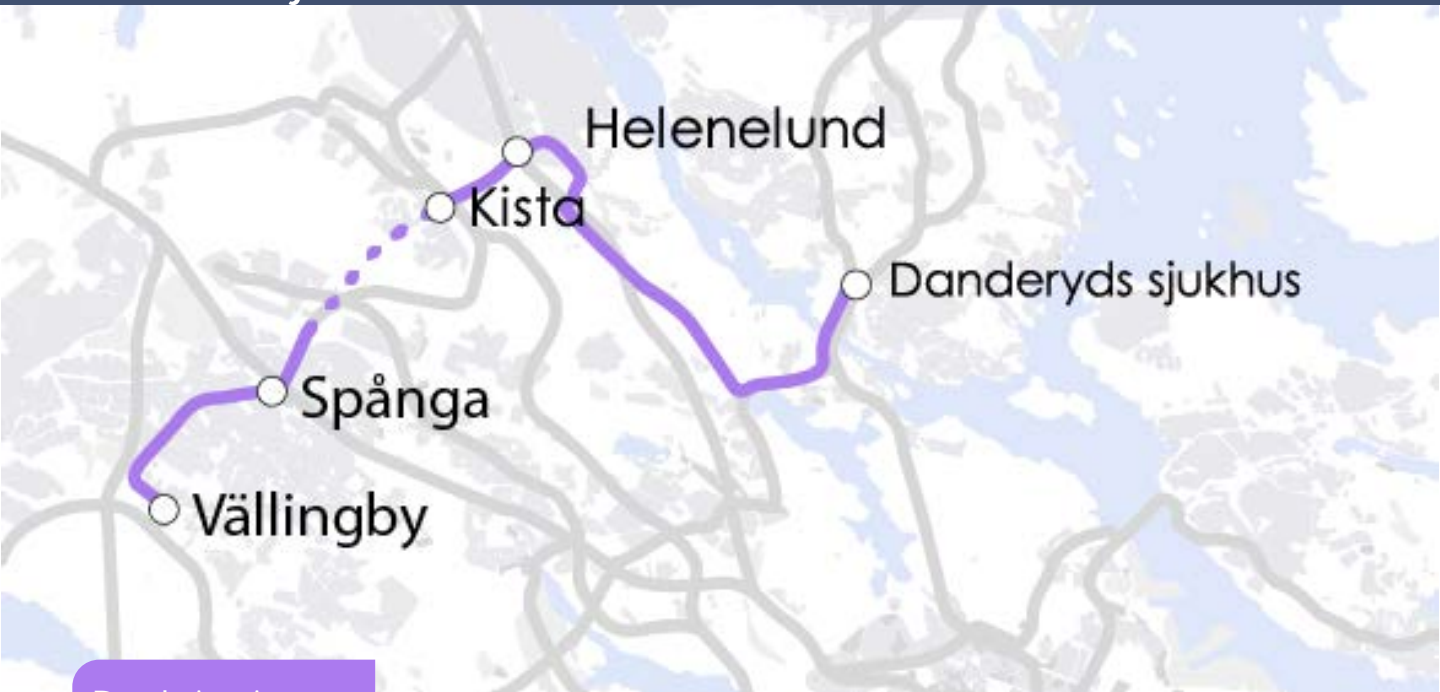 Helenelund
Kista
Danderyds sjukhus
Spånga
Vällingby